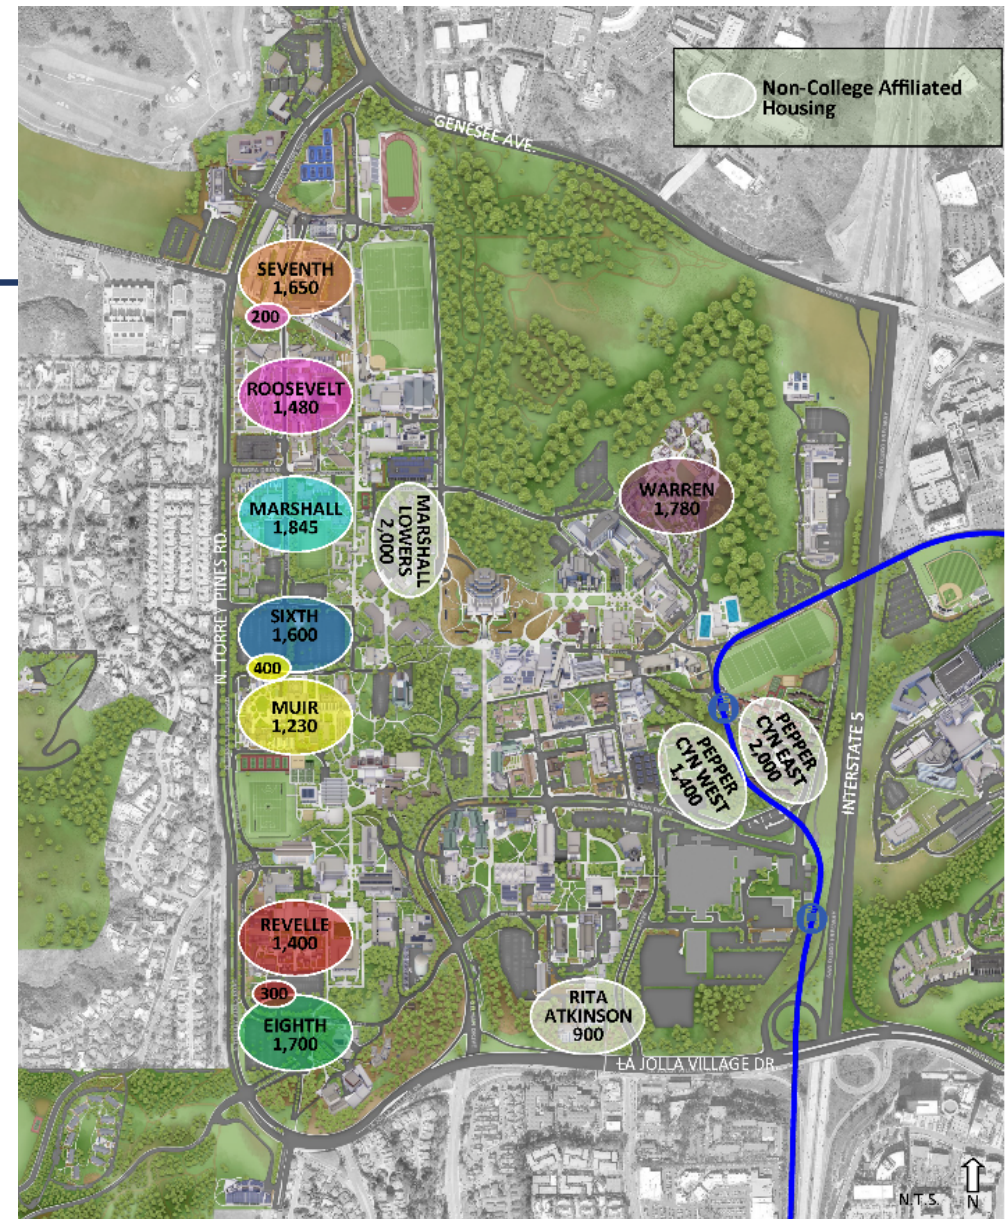 Non-College Affiliated
Housing
GENESEE AVE.
SEVENTH
1,650
200
ROOSEVELT
1,480
MARSHALL
1,845
MARSHALL
LOWERS
2,000
WARREN
1,780
N. TORREY PINES RD.
SIXTH
1,600
400
MUIR
1,230
PEPPER
CYN WEST
1,400
PEPPER
CYN EAST
2,000
INTERSTATE 5
REVELLE
1,400
300
EIGHTH
1,700
RITA
ATKINSON
900
LA JOLLA VILLAGE DR.
N.T.S.
N